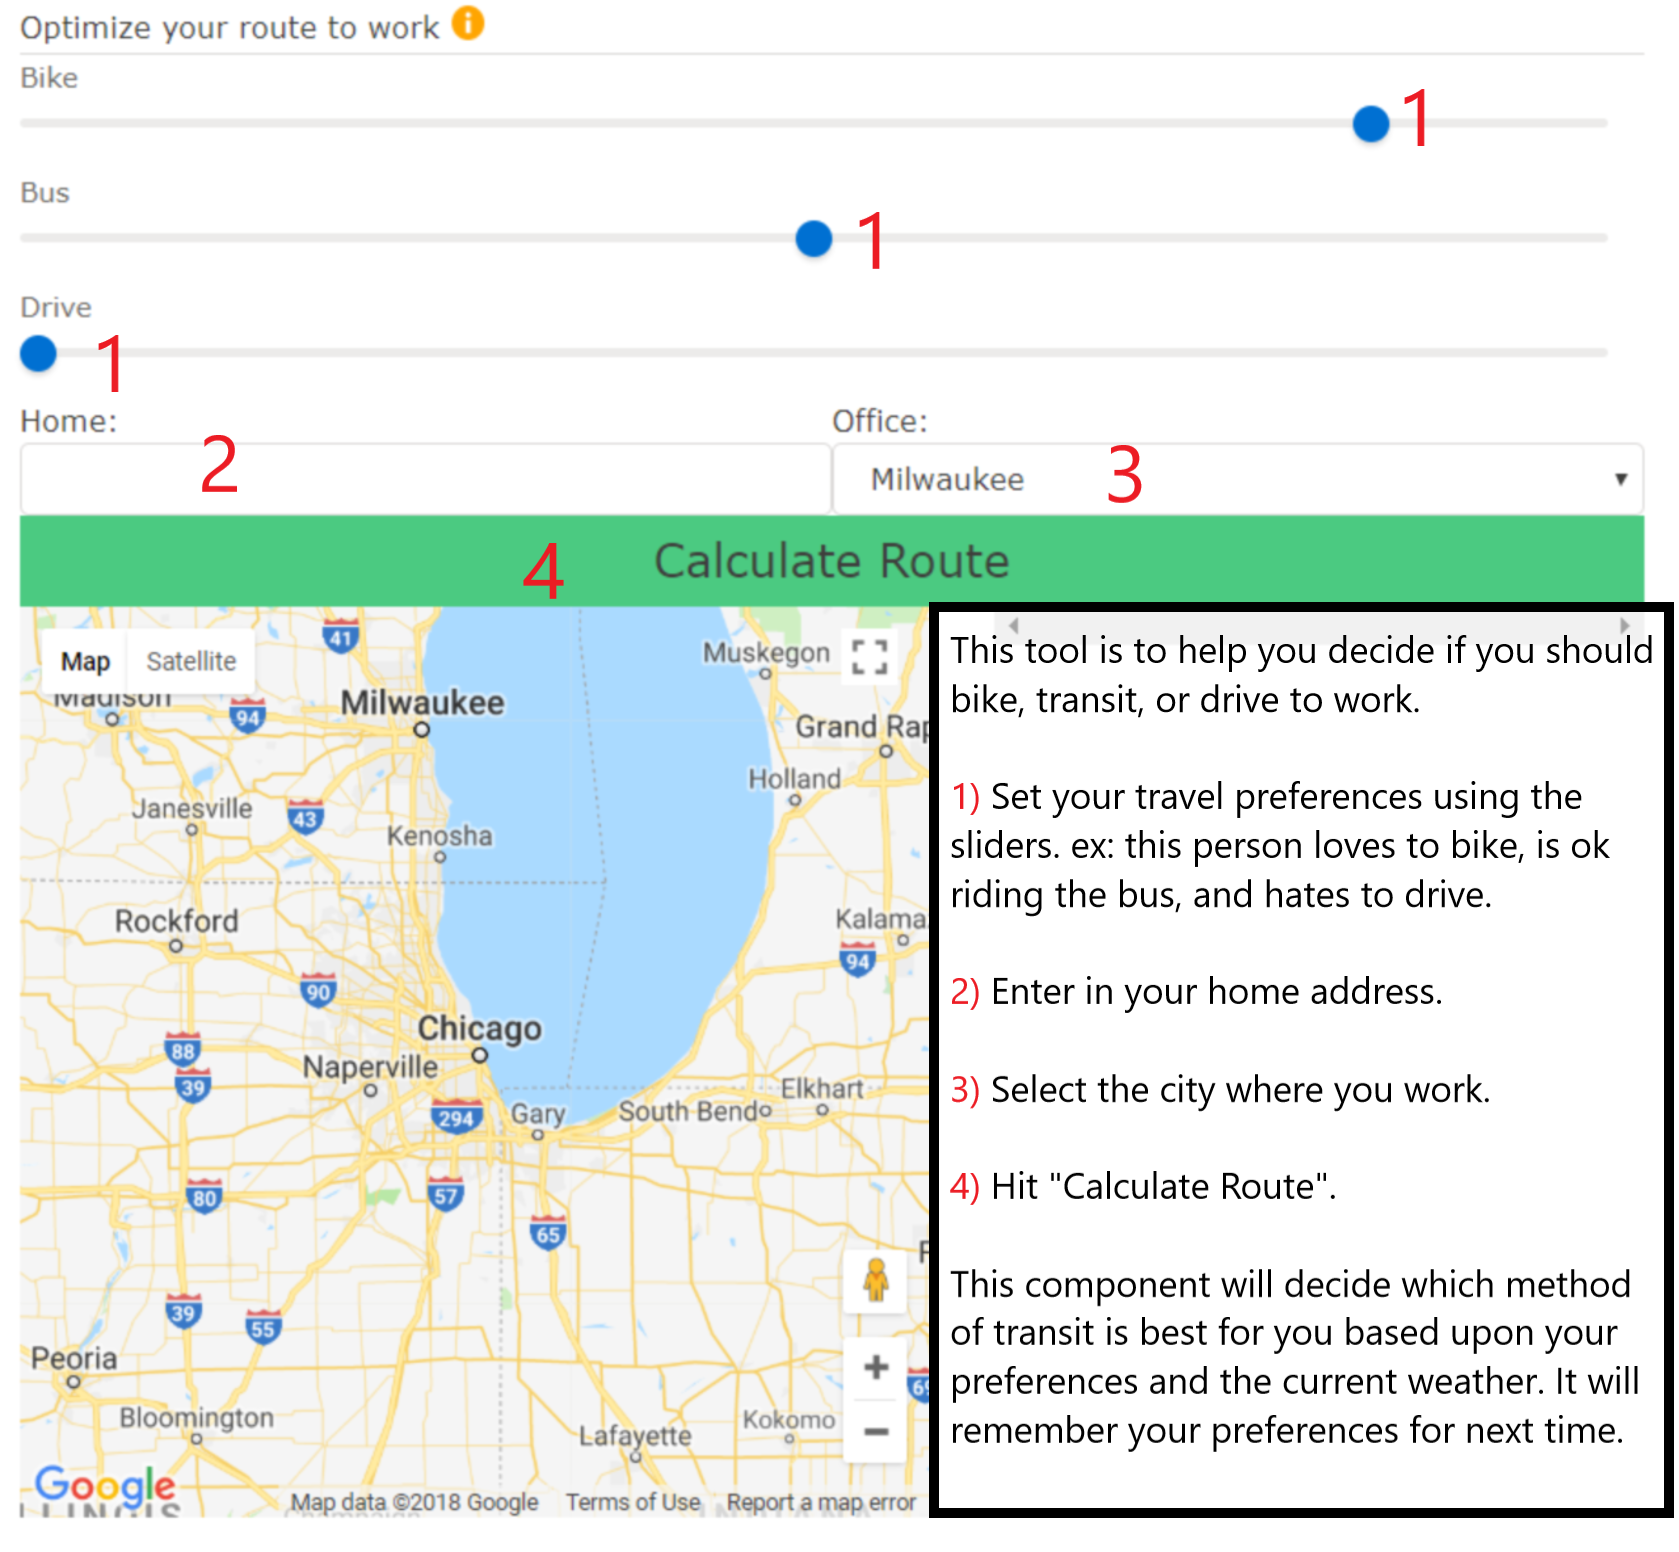 Optimize your route to work i
Bike
1
Bus
1
Drive
1
Home:
Office:
2
Milwaukee
3
4
Calculate Route
Map Satellite
41
Muskegon
Madison
94
Milwaukee
Grand Rap
Holland
Janesville
43
Kenosha
Rockford
Kalama
94
90
Chicago
88
Naperville
39
294
Gary
South Bend
Elkhart
80
57
65
39
55
Peoria
Bloomington
Lafayette
Kokomo
Google
ILLINOIS
Map data ©2018 Google
Terms of Use
Report a map error
This tool is to help you decide if you should
bike, transit, or drive to work.
1) Set your travel preferences using the
sliders. ex: this person loves to bike, is ok
riding the bus, and hates to drive.
2) Enter in your home address.
3) Select the city where you work.
4) Hit "Calculate Route".
This component will decide which method
of transit is best for you based upon your
preferences and the current weather. It will
remember your preferences for next time.